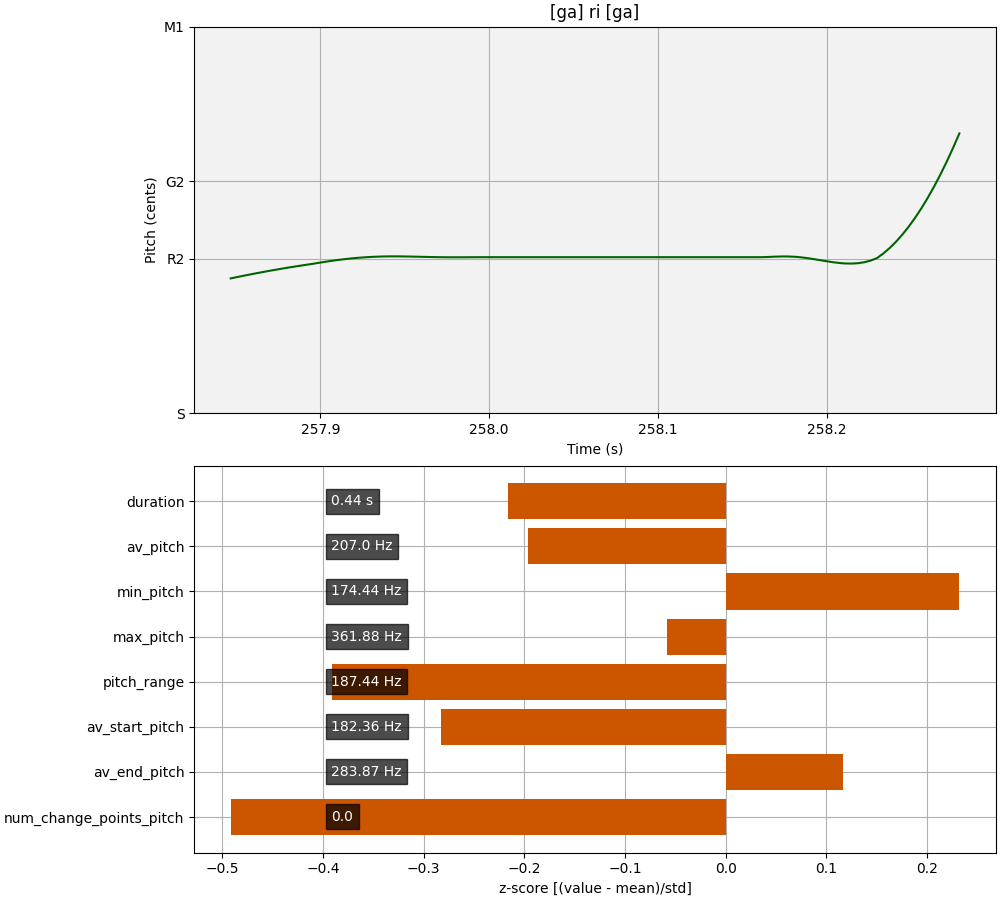 [ga] ri [ga]
M1
G2
R2
S
Pitch (cents)
257.9 258.0 258.1 258.2
Time (s)
duration 0.44 s
av_pitch 207.0 Hz
min_pitch 174.44 Hz
max_pitch 361.88 Hz
pitch_range 187.44 Hz
av_start_pitch 182.36 Hz
av_end_pitch 283.87 Hz
num_change_points_pitch 0.0
−0.5 −0.4 −0.3 −0.2 −0.1 0.0 0.1 0.2
z-score [(value - mean)/std]